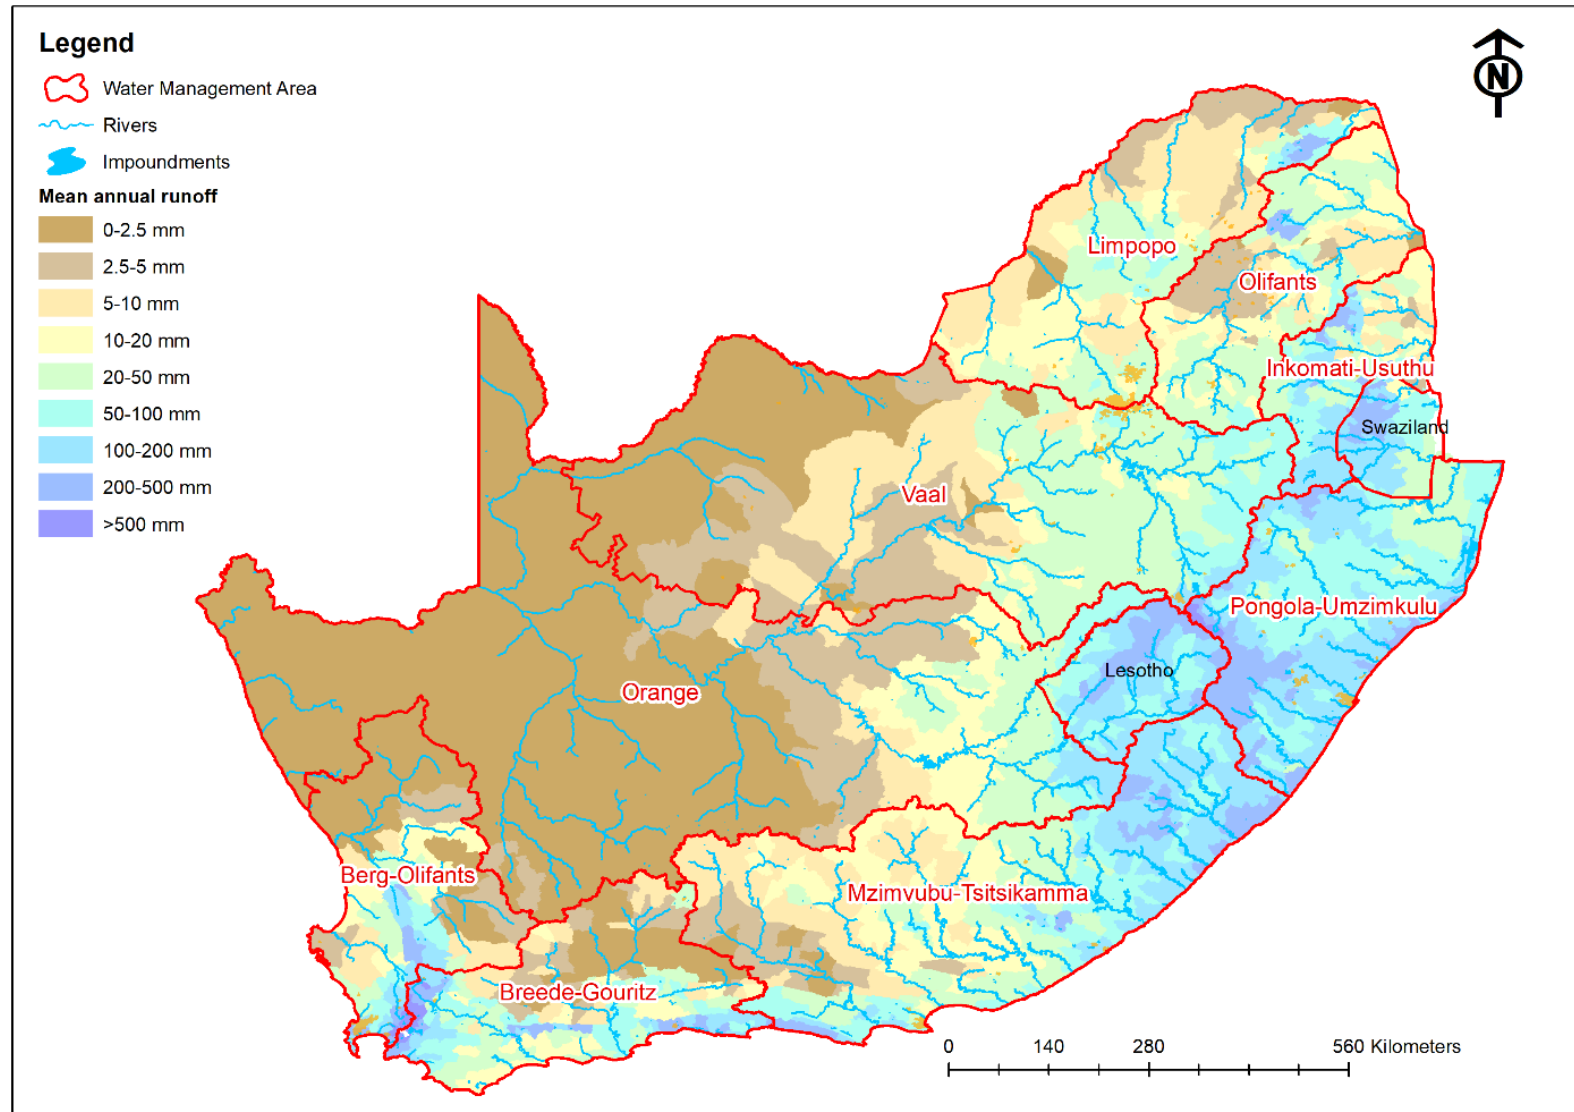 Legend
Water Management Area
Rivers
Impoundments
Mean annual runoff
0-2.5 mm
2.5-5 mm
5-10 mm
10-20 mm
20-50 mm
50-100 mm
100-200 mm
200-500 mm
>500 mm
N
Limpopo
Olifants
Inkomati-Usuthu
Swaziland
Vaal
Pongola-Umzimkulu
Lesotho
Orange
Berg-Olifants
Mzimvubu-Tsitsikamma
Breede-Gouritz
0 140 280 560 Kilometers